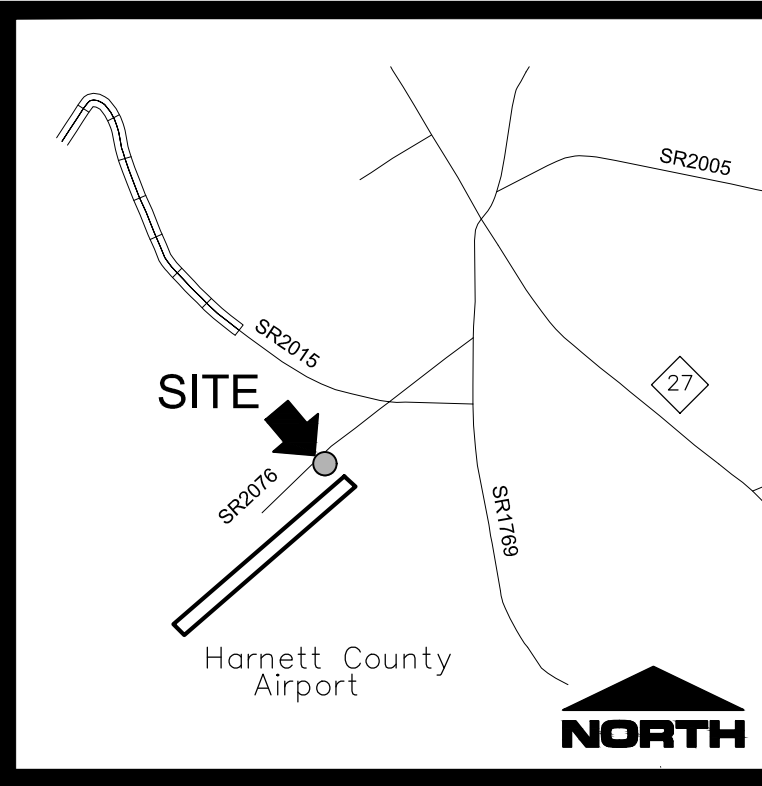 SR2005
SR2015
27
SITE
SR2076
SR1769
Harnett County
Airport
NORTH